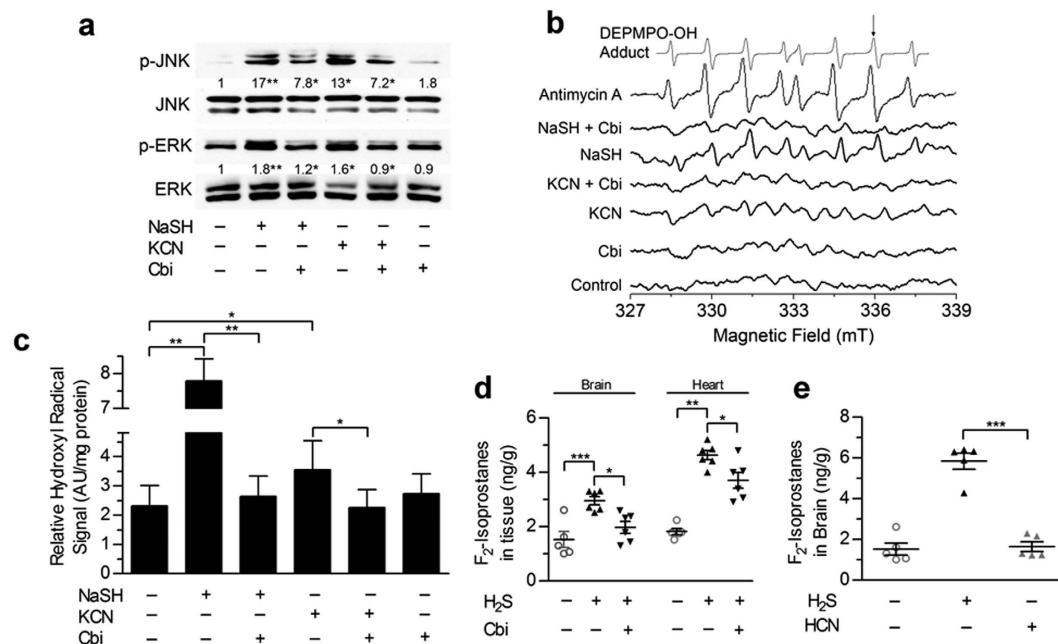 a
p-JNK
1 17** 7.8* 13* 7.2* 1.8
JNK
p-ERK
1 1.8** 1.2* 1.6* 0.9* 0.9
ERK
NaSH – + + – – –
KCN – – – + + –
Cbi – – + – + +
b
DEPMPO-OH
Adduct
Antimycin A
NaSH + Cbi
NaSH
KCN + Cbi
KCN
Cbi
Control
327 330 333 336 339
Magnetic Field (mT)
c
Relative Hydroxyl Radical
Signal (AU/mg protein)
8
7
5
4
3
2
1
0
*
** **
*
NaSH – + + – – –
KCN – – – + + –
Cbi – – + – + +
d
Brain Heart
F2-Isoprostanes
in tissue (ng/g)
6
4
2
0
*** * ** *
H2S – + + – + +
Cbi – – + – – +
e
F2-Isoprostanes
in Brain (ng/g)
8
6
4
2
0
***
H2S – + –
HCN – – +